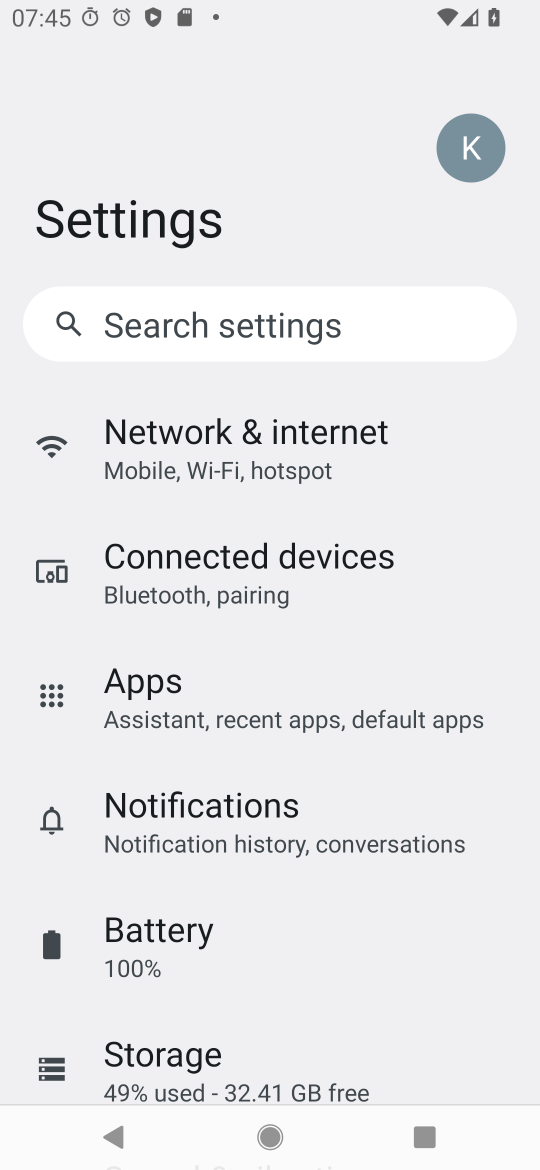 07:45
K
Settings
Search settings
Network & internet
Mobile, Wi-Fi, hotspot
Connected devices
Bluetooth, pairing
Apps
Assistant, recent apps, default apps
Notifications
Notification history, conversations
Battery
100%
Storage
49% used - 32.41 GB free